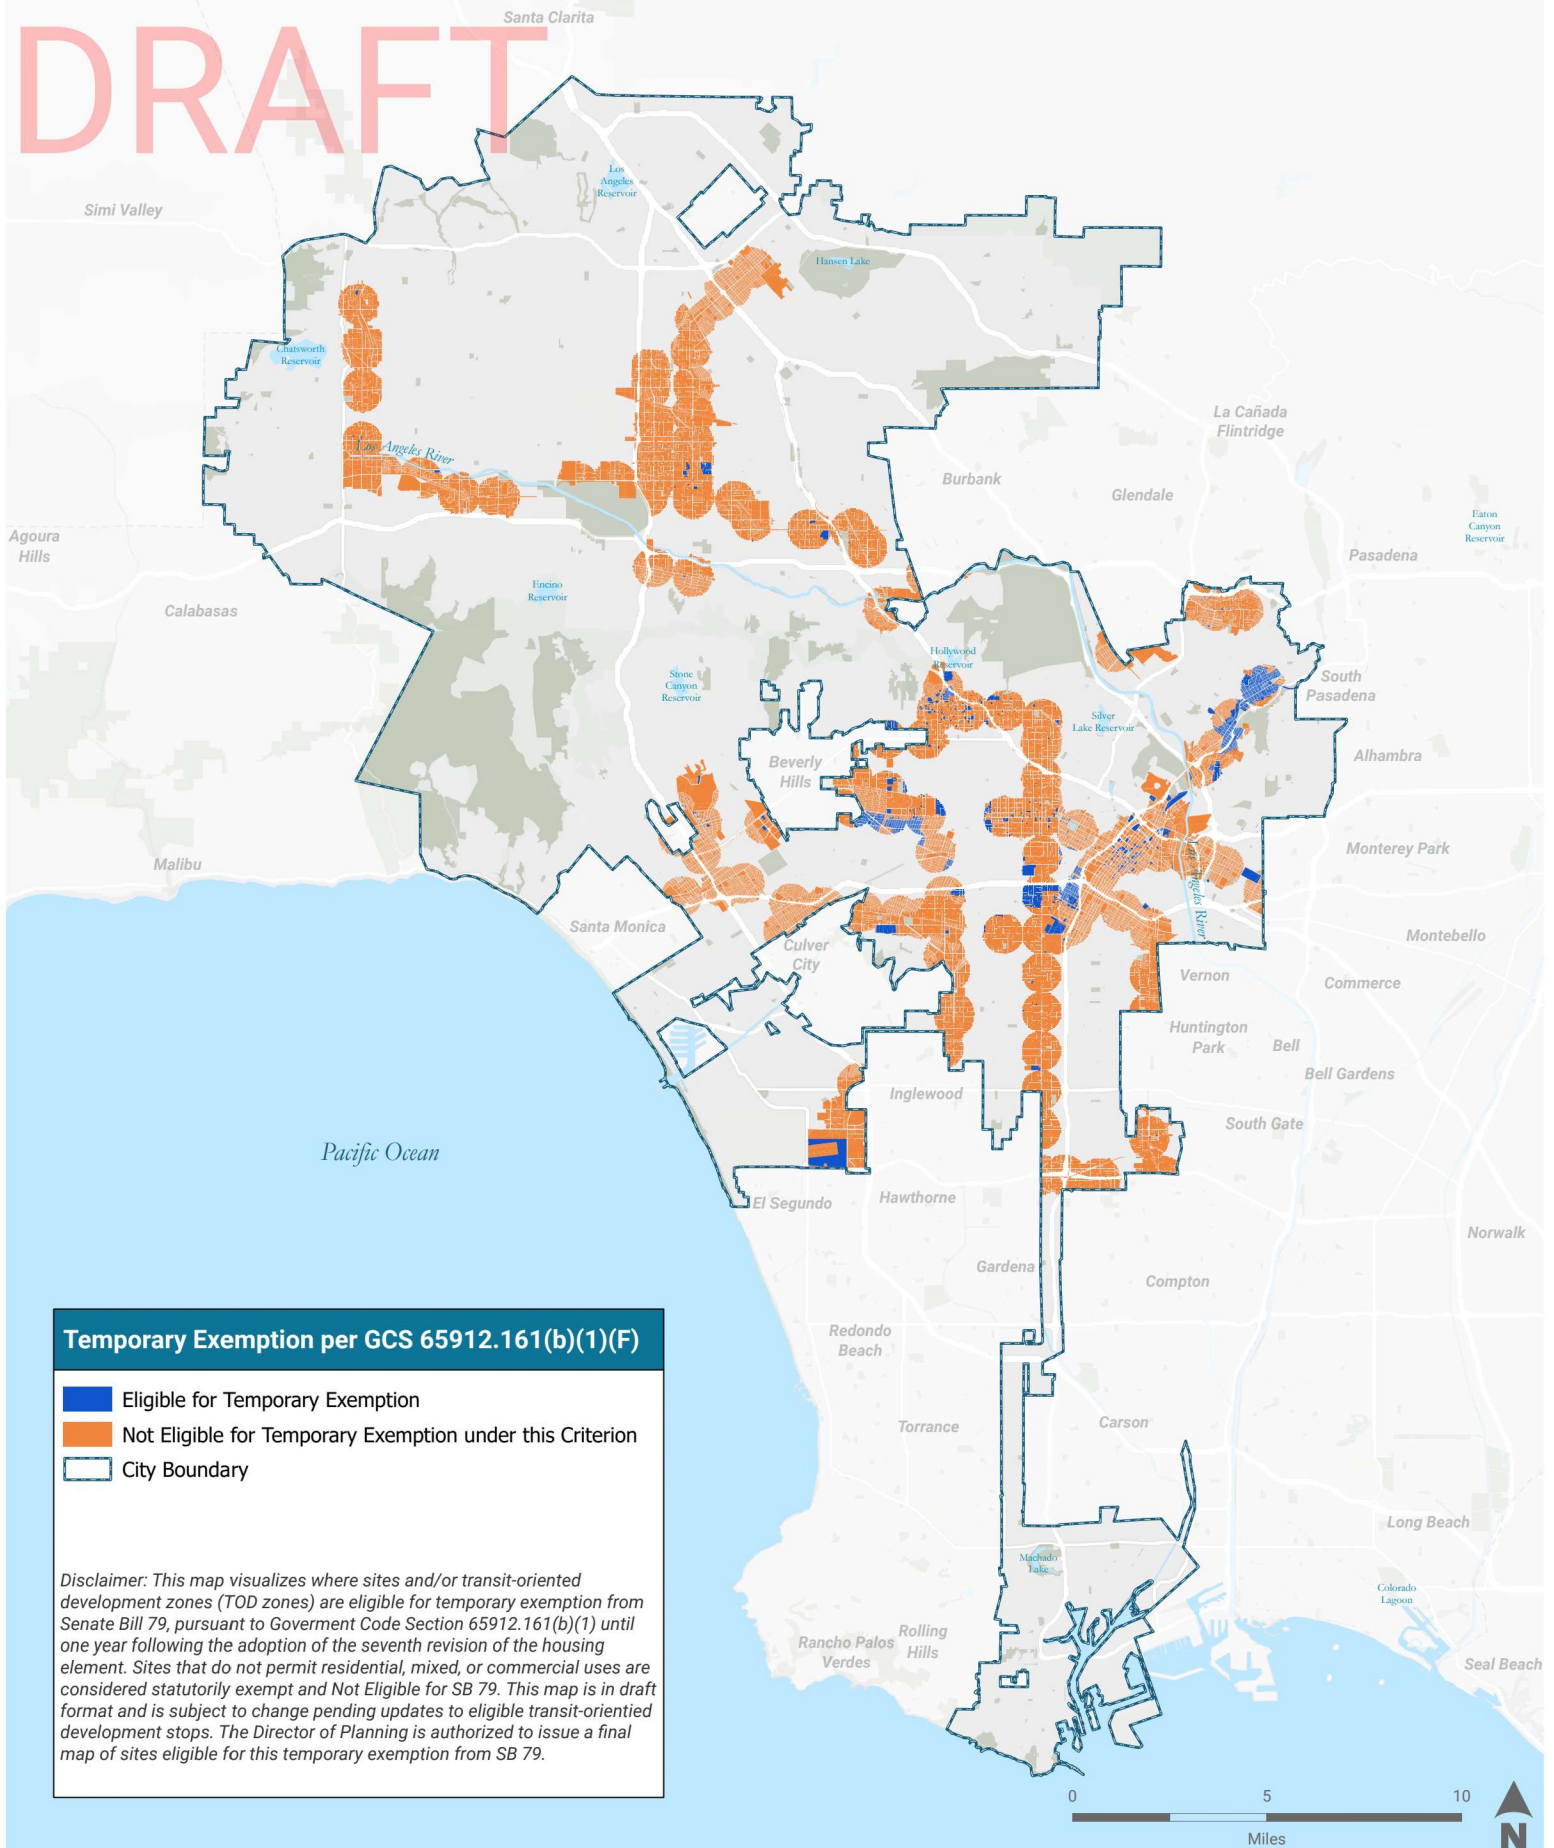 DRAFT
Santa Clarita
Los
Angeles
Reservoir
Simi Valley
Hansen Lake
Chatsworth
Reservoir
La Cañada
Flintridge
Los Angeles River
Burbank
Glendale
Eaton
Canyon
Reservoir
Agoura
Hills
Pasadena
Encino
Reservoir
Calabasas
Hollywood
Reservoir
Stone
Canyon
Reservoir
South
Pasadena
Silver
Lake Reservoir
Beverly
Hills
Alhambra
Malibu
Monterey Park
Los Angeles River
Santa Monica
Culver
City
Montebello
Vernon
Commerce
Huntington
Park
Bell
Bell Gardens
Inglewood
South Gate
Pacific Ocean
El Segundo
Hawthorne
Norwalk
Gardena
Compton
Temporary Exemption per GCS 65912.161(b)(1)(F)
Eligible for Temporary Exemption
Not Eligible for Temporary Exemption under this Criterion
City Boundary
Disclaimer: This map visualizes where sites and/or transit-oriented
development zones (TOD zones) are eligible for temporary exemption from
Senate Bill 79, pursuant to Goverment Code Section 65912.161(b)(1) until
one year following the adoption of the seventh revision of the housing
element. Sites that do not permit residential, mixed, or commercial uses are
considered statutorily exempt and Not Eligible for SB 79. This map is in draft
format and is subject to change pending updates to eligible transit-orientied
development stops. The Director of Planning is authorized to issue a final
map of sites eligible for this temporary exemption from SB 79.
Redondo
Beach
Torrance
Carson
Long Beach
Machado
Lake
Colorado
Lagoon
Rancho Palos
Verdes
Rolling
Hills
Seal Beach
0 5 10
Miles
N